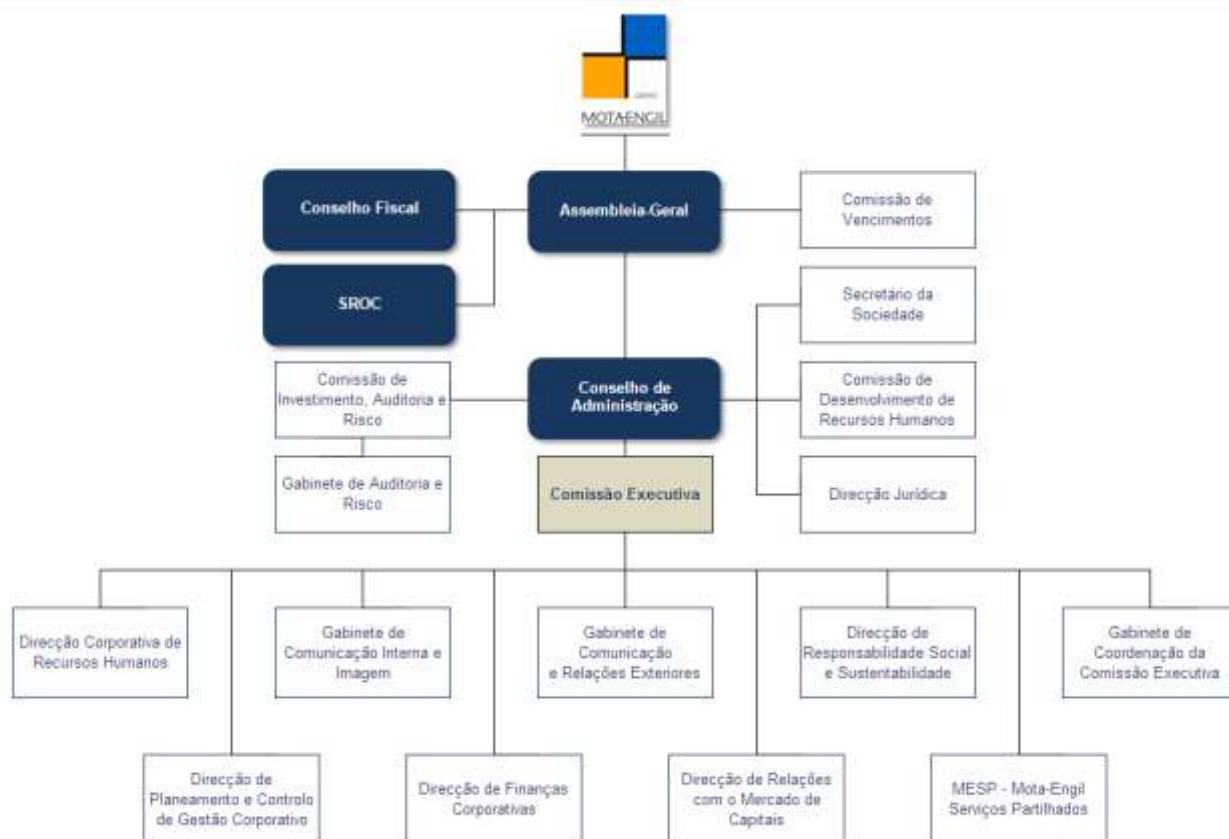 GRUPO
MOTA-ENGIL
Conselho Fiscal
Assembleia-Geral
Comissão de
Vencimentos
SROC
Secretário da
Sociedade
Comissão de
Investimento, Auditoria e
Risco
Conselho de
Administração
Comissão de
Desenvolvimento de
Recursos Humanos
Gabinete de Auditoria e
Risco
Comissão Executiva
Direcção Jurídica
Direcção Corporativa de
Recursos Humanos
Gabinete de
Comunicação Interna e
Imagem
Gabinete de
Comunicação
e Relações Exteriores
Direcção de
Responsabilidade Social
e Sustentabilidade
Gabinete de
Coordenação da
Comissão Executiva
Direcção de
Planeamento e Controlo
de Gestão Corporativo
Direcção de Finanças
Corporativas
Direcção de Relações
com o Mercado de
Capitais
MESP - Mota-Engil
Serviços Partilhados